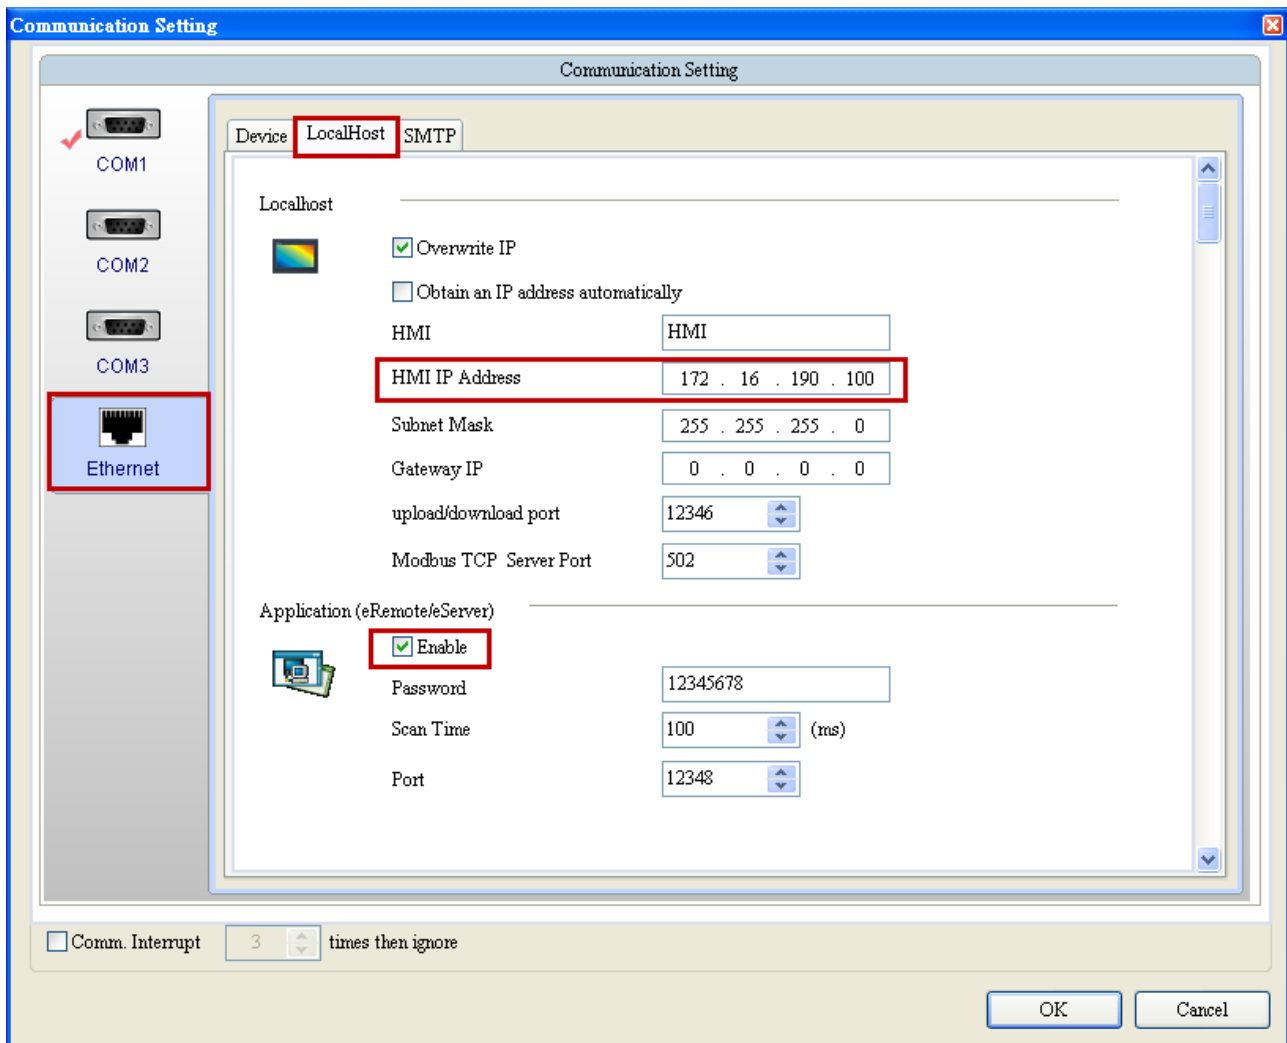 Communication Setting
Communication Setting
COM1
COM2
COM3
Ethernet
Device LocalHost SMTP
Localhost
Overwrite IP
Obtain an IP address automatically
HMI HMI
HMI IP Address 172 . 16 . 190 . 100
Subnet Mask 255 . 255 . 255 . 0
Gateway IP 0 . 0 . 0 . 0
upload/download port 12346
Modbus TCP Server Port 502
Application (eRemote/eServer)
Enable
Password 12345678
Scan Time 100 (ms)
Port 12348
Comm. Interrupt 3 times then ignore
OK Cancel